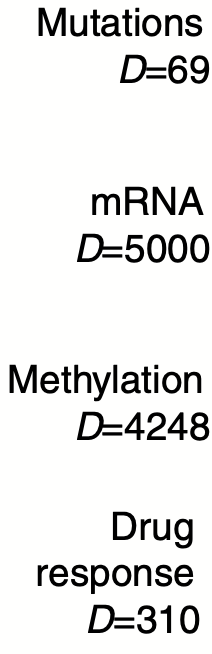 Mutations
D=69
mRNA
D=5000
Methylation
D=4248
Drug
response
D=310